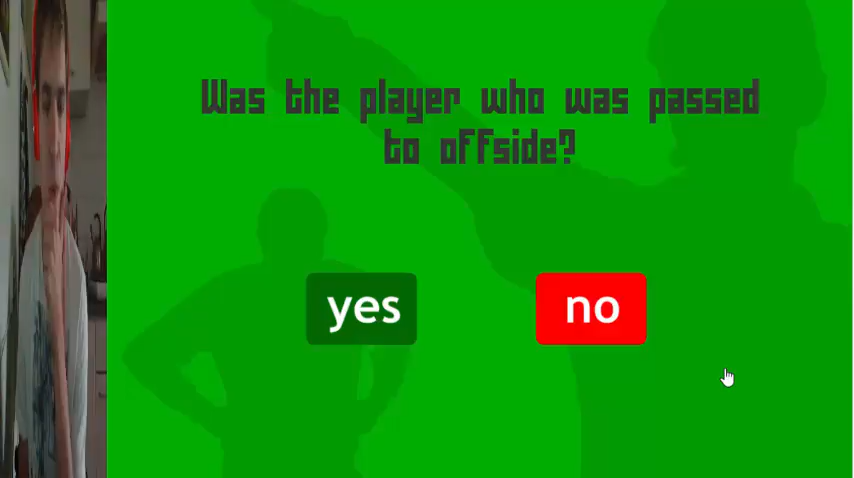 Was the player who was passed
to offside?
yes
no